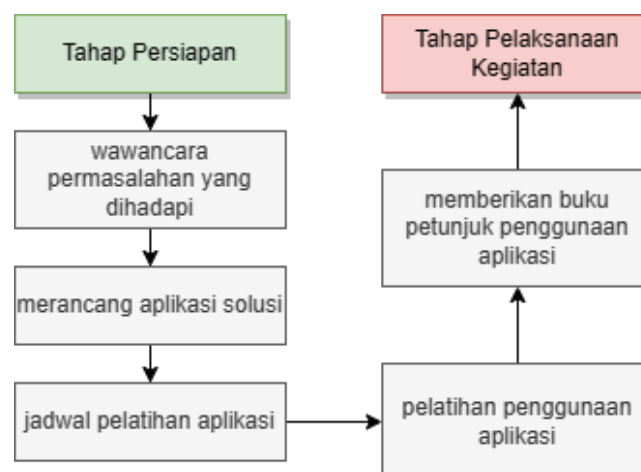 Tahap Persiapan
wawancara
permasalahan yang
dihadapi
merancang aplikasi solusi
jadwal pelatihan aplikasi
Tahap Pelaksanaan
Kegiatan
memberikan buku
petunjuk penggunaan
aplikasi
pelatihan penggunaan
aplikasi